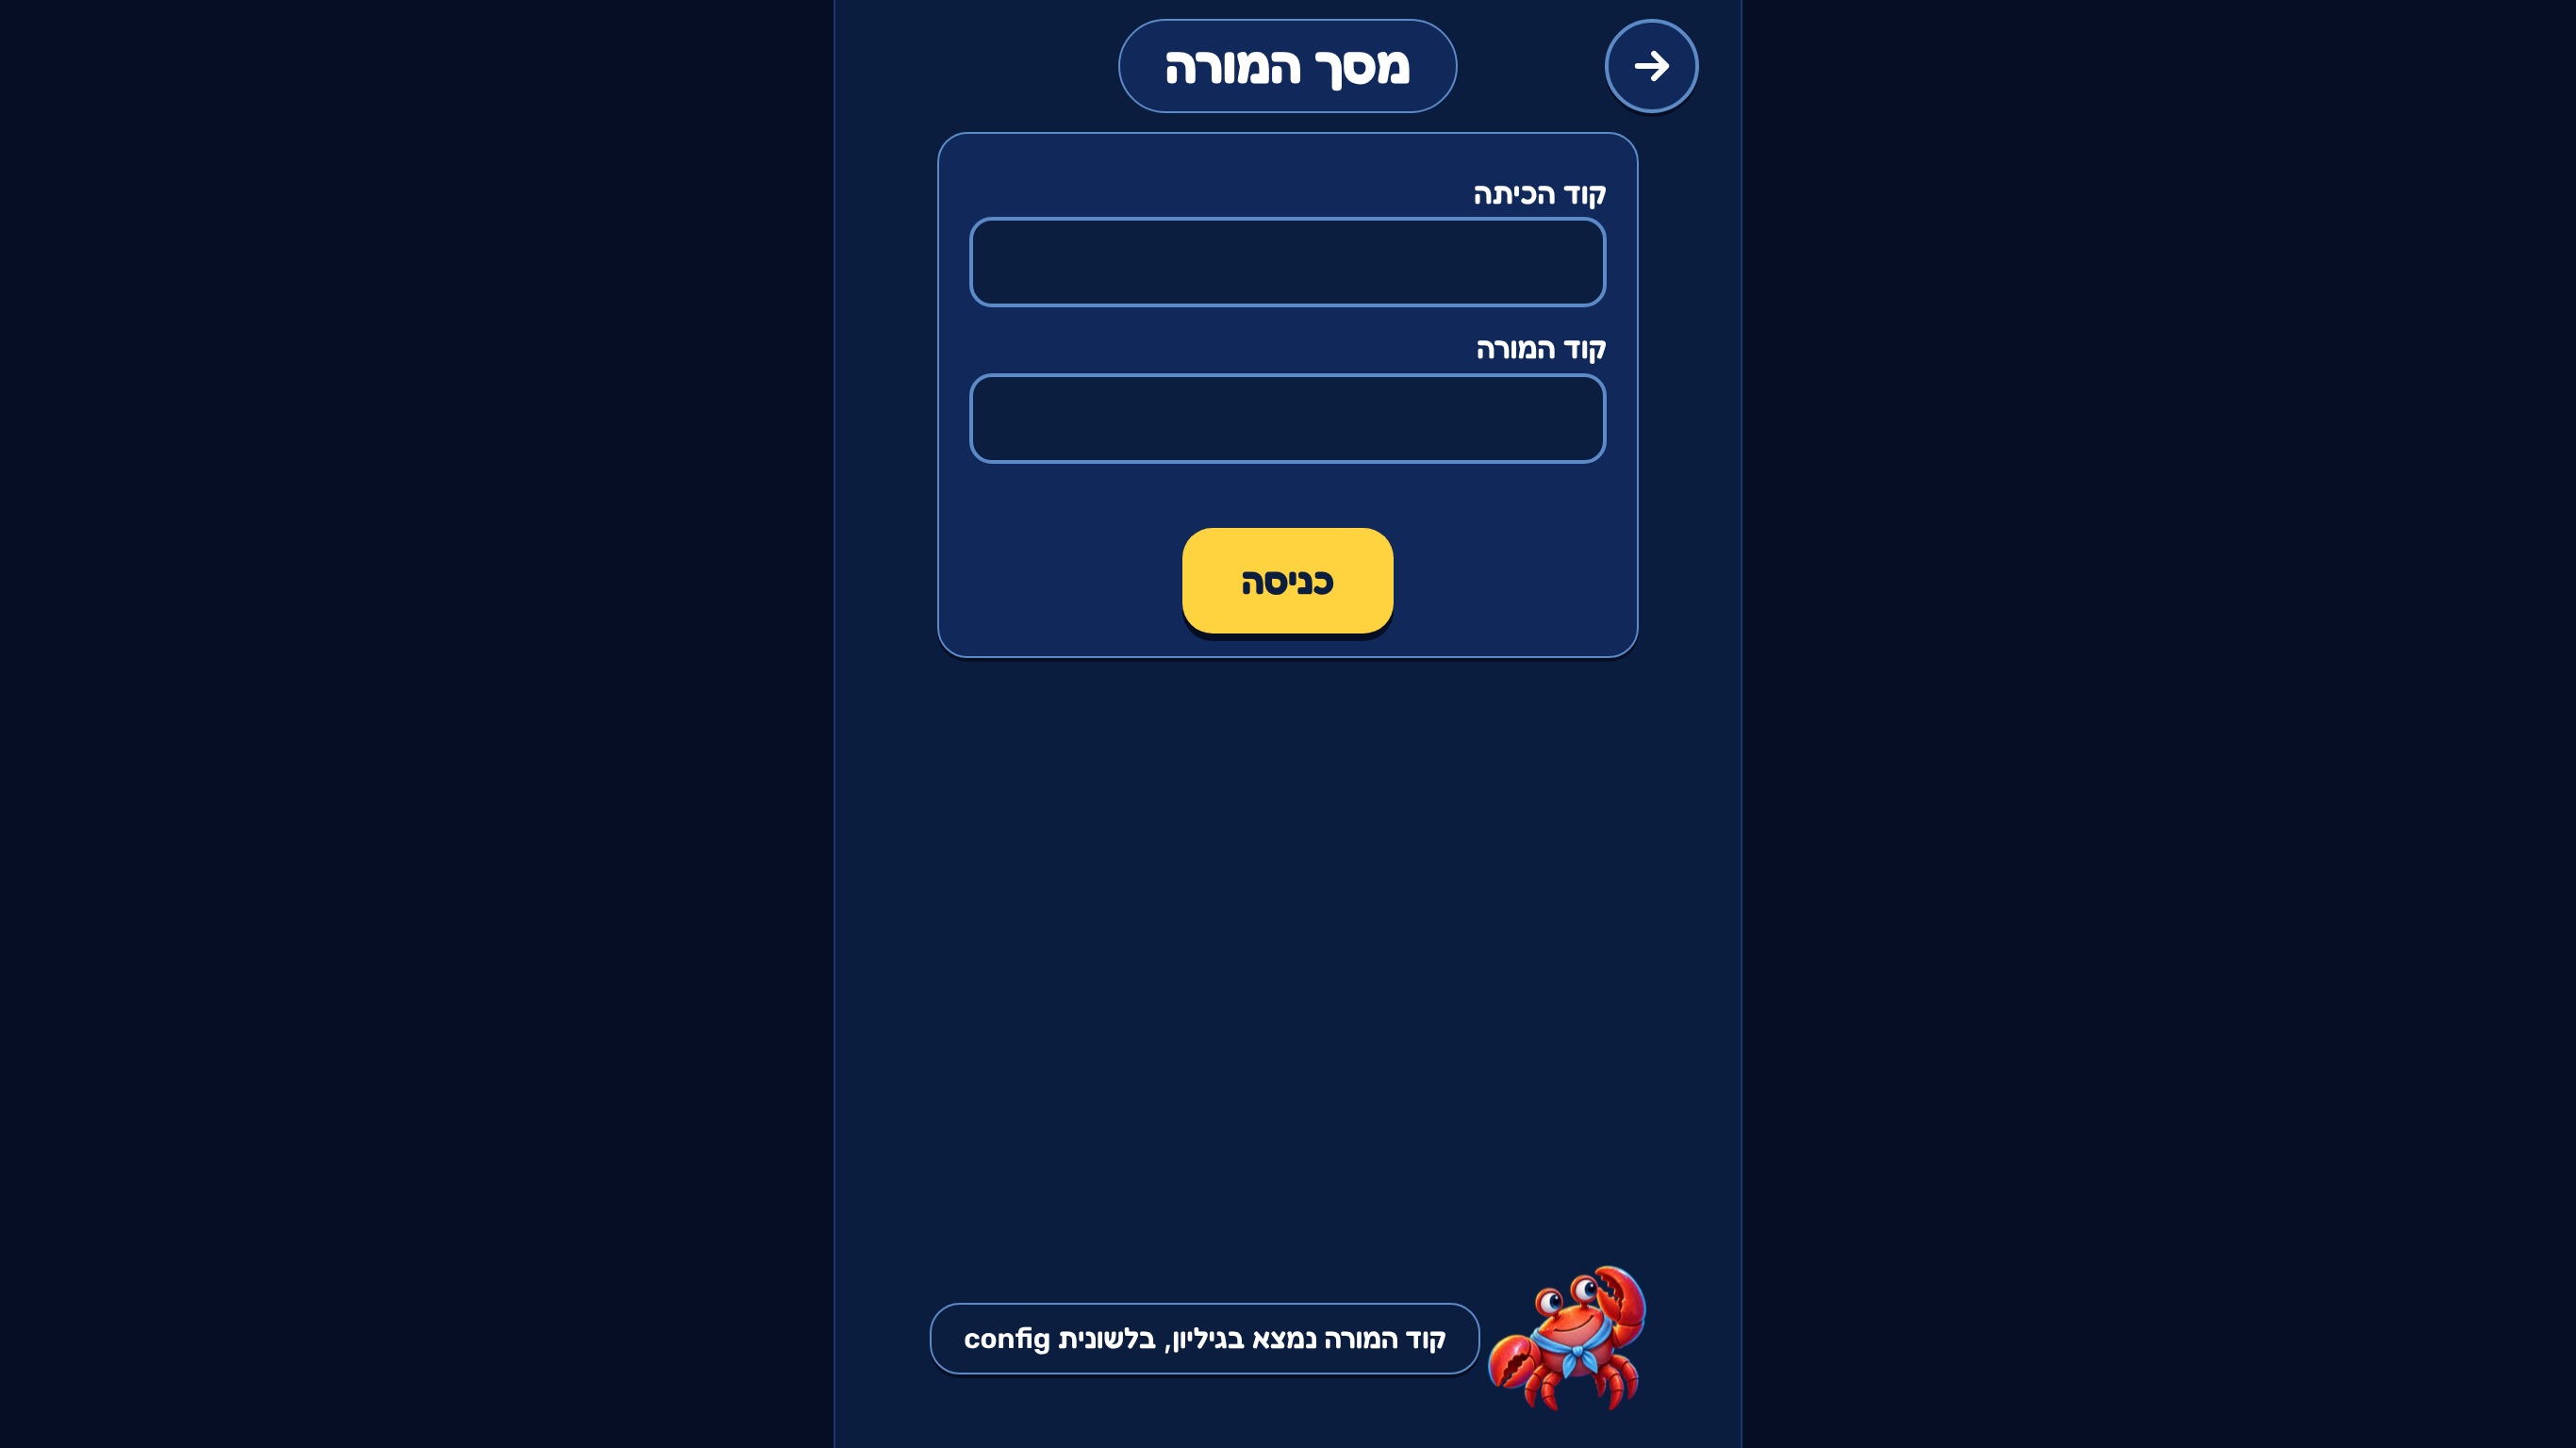 מסך המורה
קוד הכיתה
קוד המורה
כניסה
קוד המורה נמצא בגיליון, בלשונית config